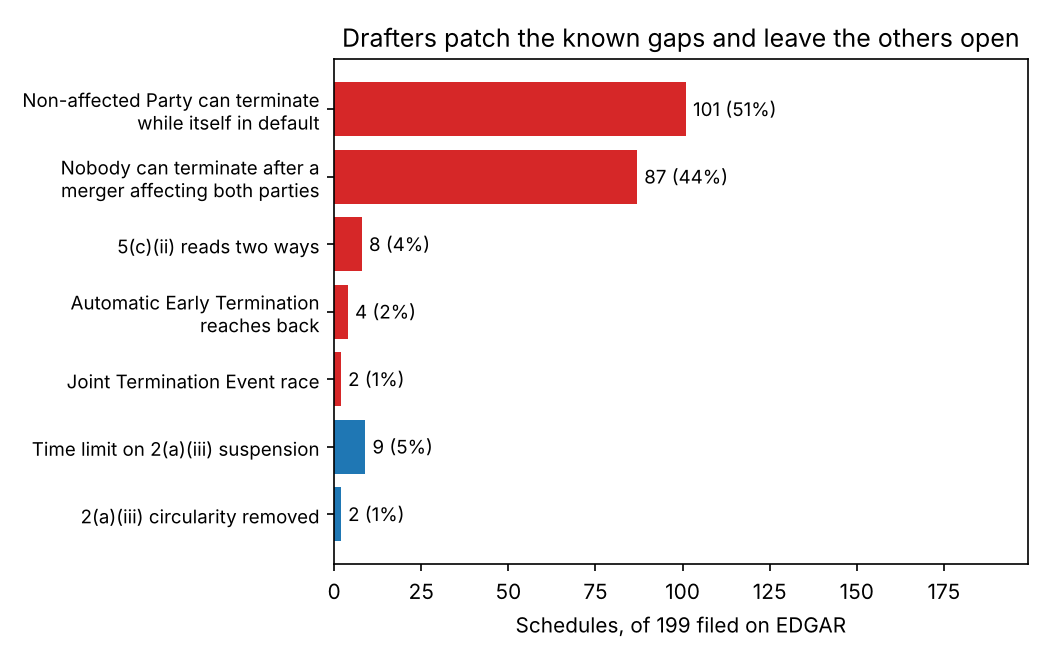 Drafters patch the known gaps and leave the others open
Non-affected Party can terminate
while itself in default
101 (51%)
Nobody can terminate after a
merger affecting both parties
87 (44%)
5(c)(ii) reads two ways
8 (4%)
Automatic Early Termination
reaches back
4 (2%)
Joint Termination Event race
2 (1%)
Time limit on 2(a)(iii) suspension
9 (5%)
2(a)(iii) circularity removed
2 (1%)
0 25 50 75 100 125 150 175
Schedules, of 199 filed on EDGAR